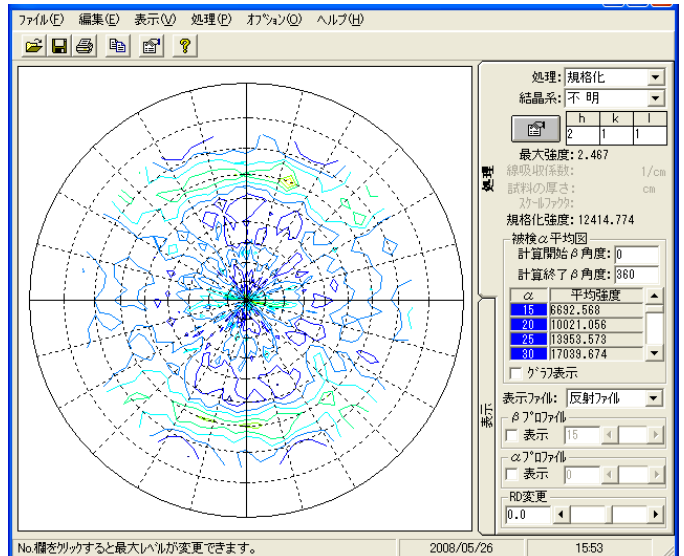 ファイル(F) 編集(E) 表示(V) 処理(P) オプション(O) ヘルプ(H)
処理: 規格化
結晶系: 不 明
h k l
2 1 1
最大強度: 2.467
線吸収係数: 1/cm
試料の厚さ: cm
スケールファクタ:
規格化強度: 12414.774
被検α平均図
計算開始β角度: 0
計算終了β角度: 360
α 平均強度
15 6692.568
20 10021.056
25 13953.573
30 17039.674
グラフ表示
表示ファイル: 反射ファイル
βプロファイル
表示 15
αプロファイル
表示 0
RD変更
0.0
処理
表示
No.欄をクリックすると最大レベルが変更できます。 2008/05/26 15:53